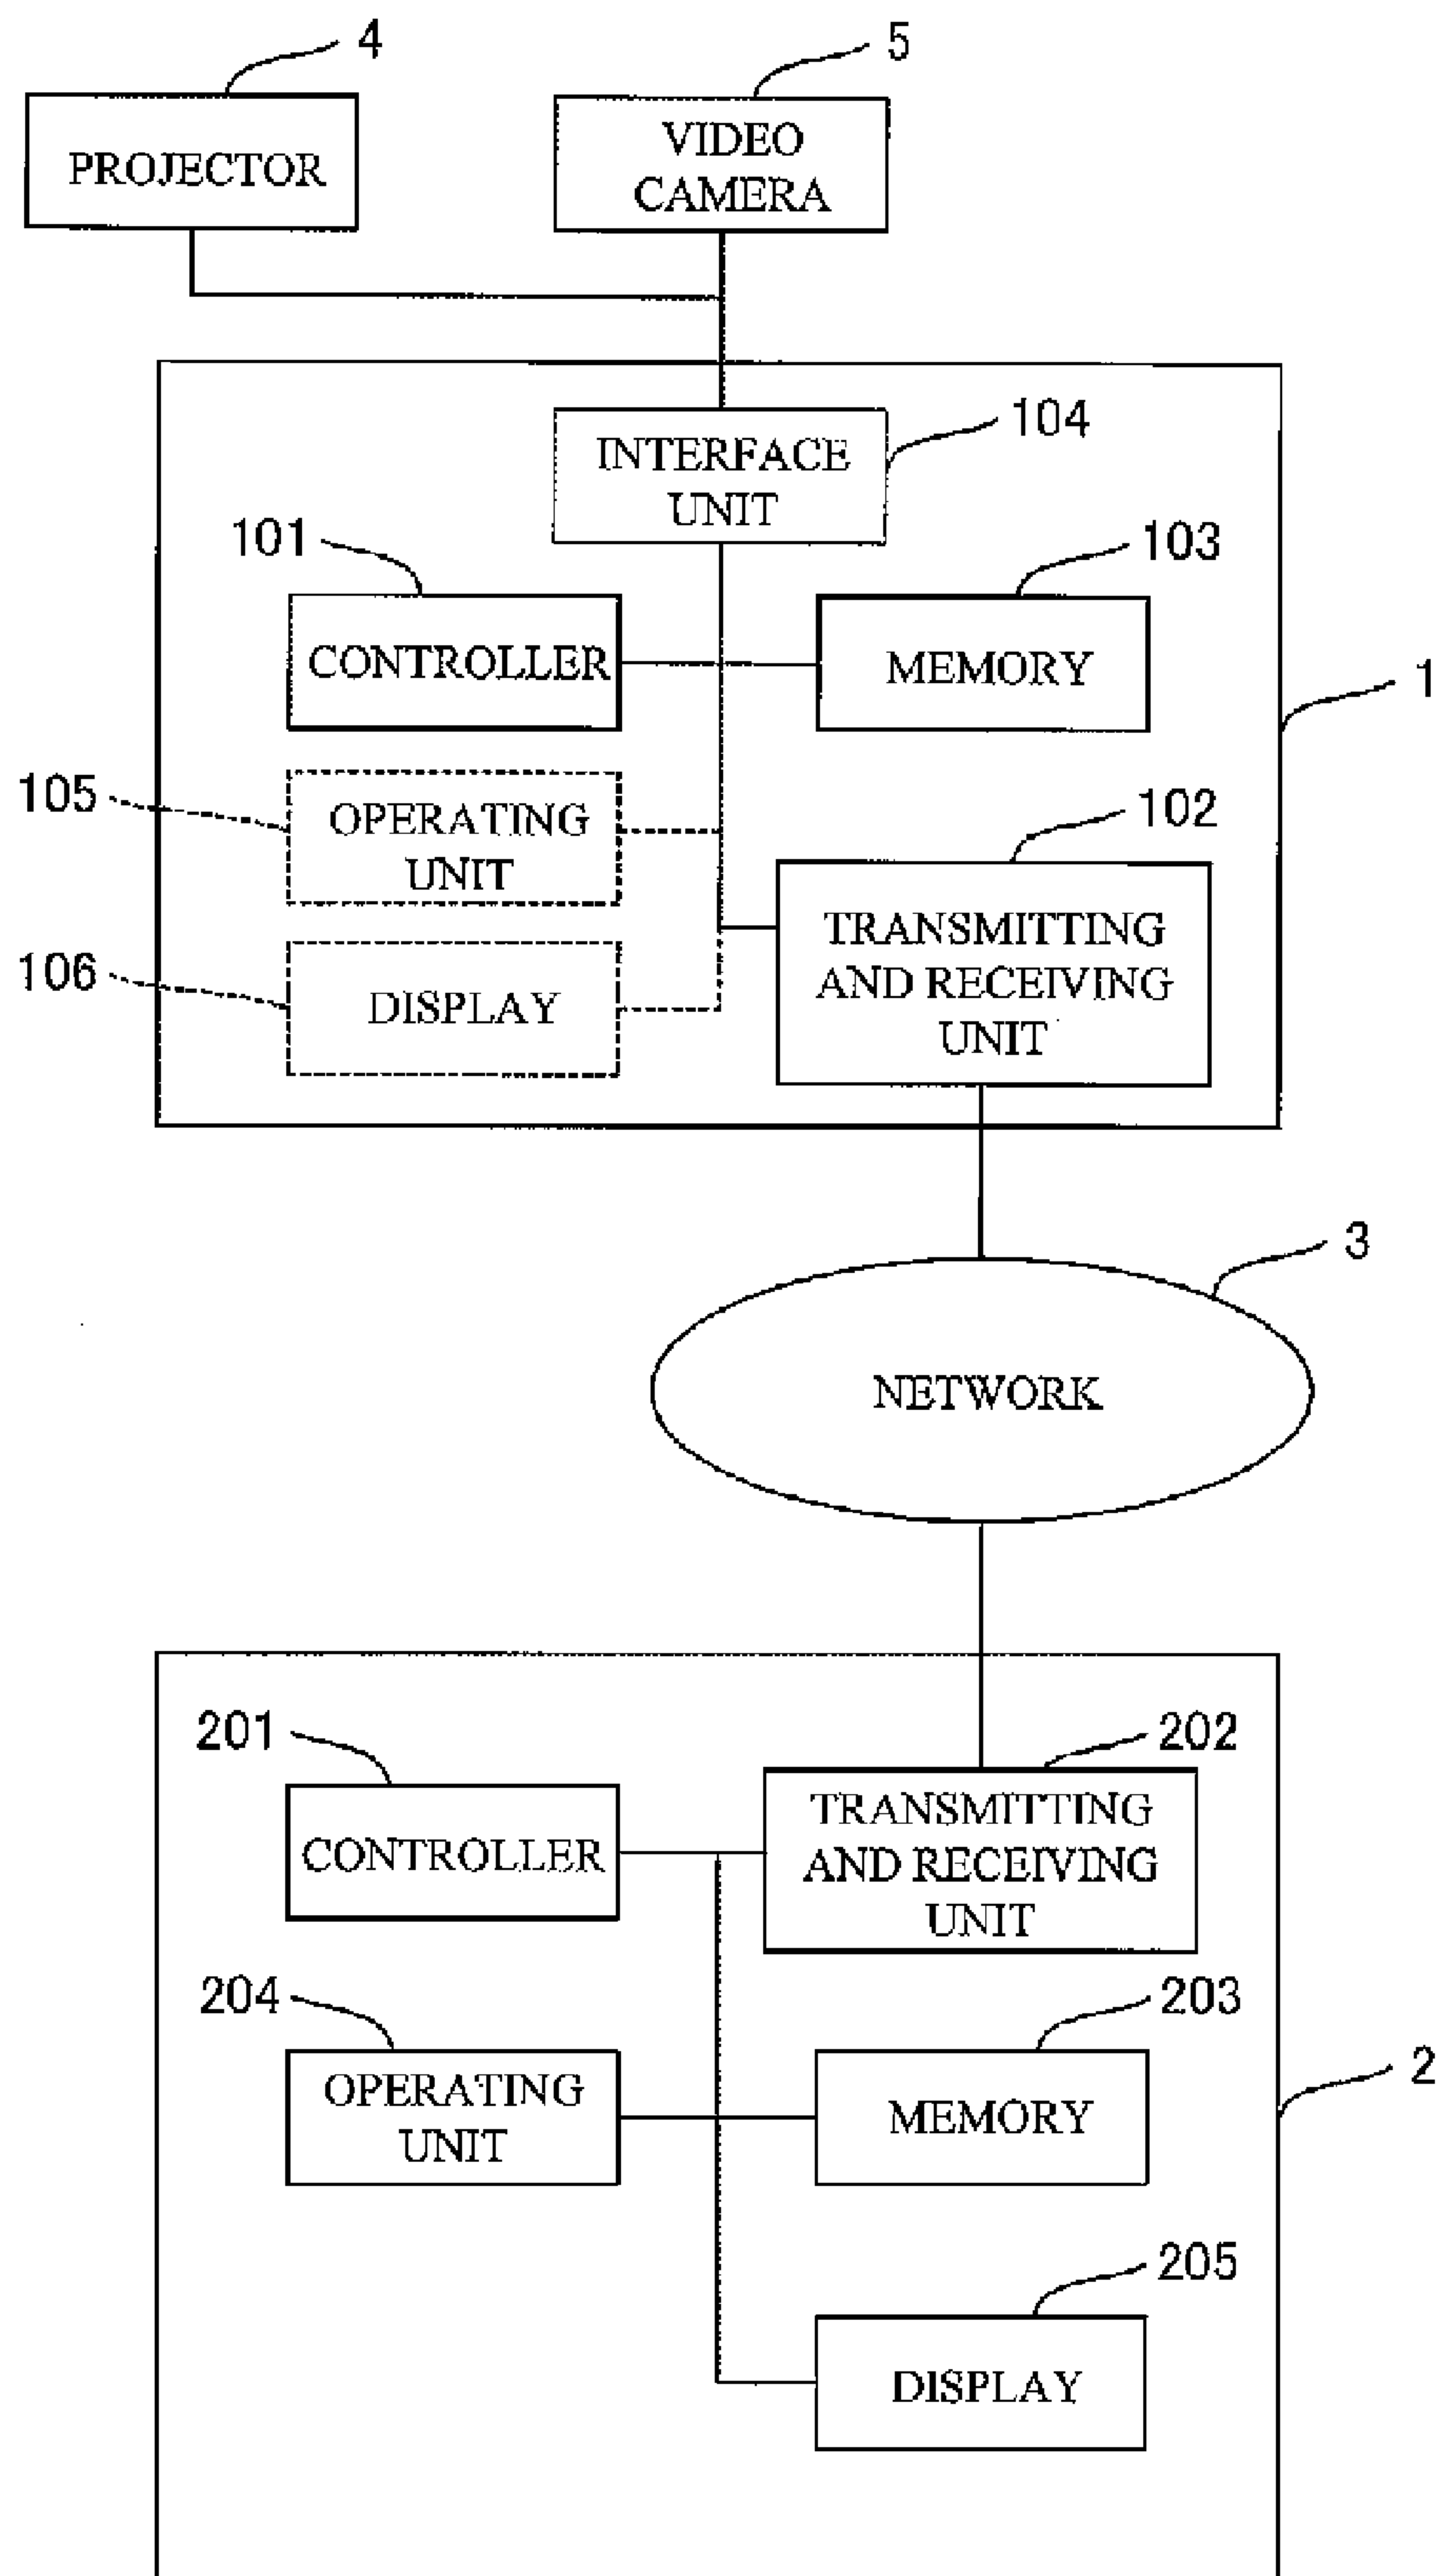 4
5
PROJECTOR
VIDEO
CAMERA
104
INTERFACE
UNIT
101
103
CONTROLLER
MEMORY
1
105
OPERATING
UNIT
102
TRANSMITTING
AND RECEIVING
UNIT
106
DISPLAY
3
NETWORK
201
202
CONTROLLER
TRANSMITTING
AND RECEIVING
UNIT
204
203
OPERATING
UNIT
MEMORY
2
205
DISPLAY